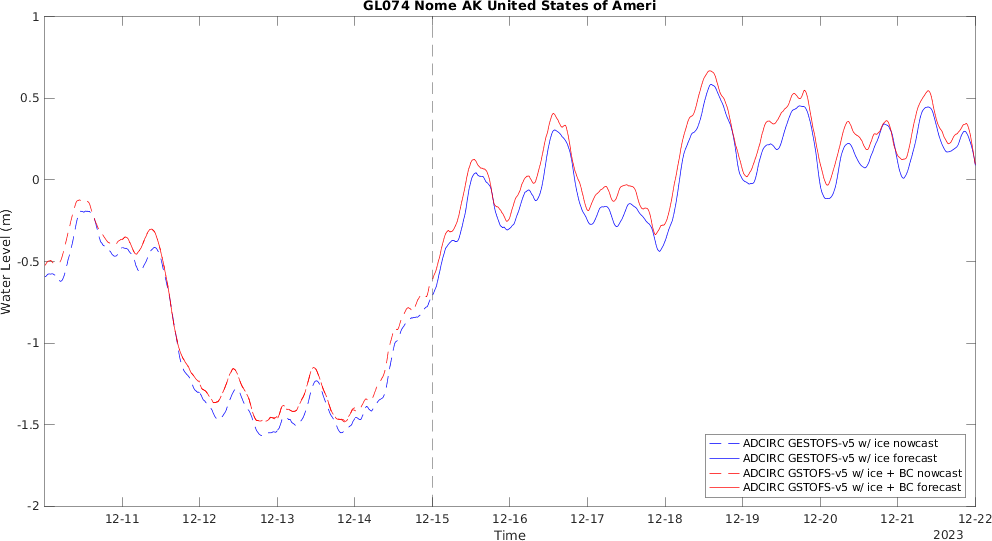 GL074 Nome AK United States of Ameri
1
0.5
0
-0.5
-1
-1.5
-2
Water Level (m)
12-11
12-12
12-13
12-14
12-15
12-16
12-17
12-18
12-19
12-20
12-21
12-22
Time
2023
ADCIRC GESTOFS-v5 w/ ice nowcast
ADCIRC GESTOFS-v5 w/ ice forecast
ADCIRC GSTOFS-v5 w/ ice + BC nowcast
ADCIRC GSTOFS-v5 w/ ice + BC forecast